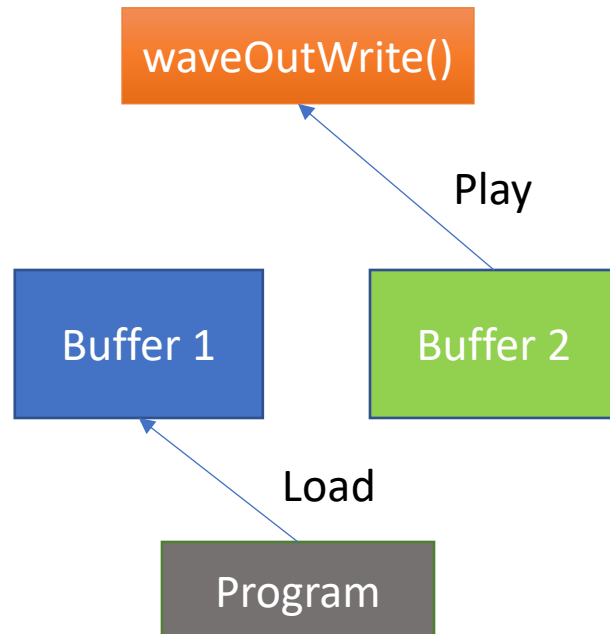 waveOutWrite()
Play
Buffer 1
Buffer 2
Load
Program